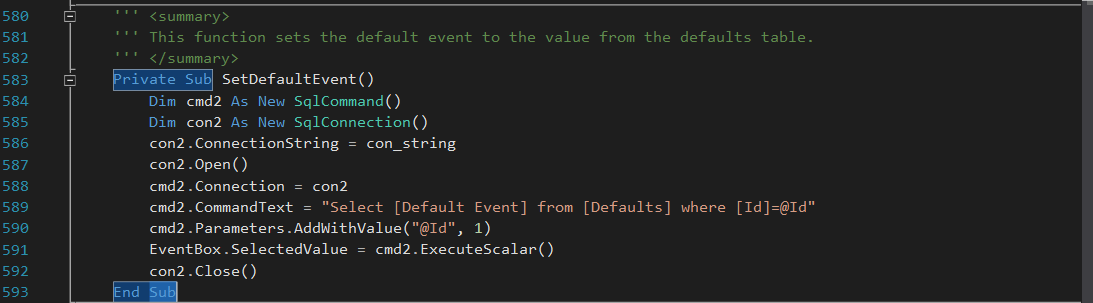 580 ''' <summary>
581 ''' This function sets the default event to the value from the defaults table.
582 ''' </summary>
583 Private Sub SetDefaultEvent()
584 Dim cmd2 As New SqlCommand()
585 Dim con2 As New SqlConnection()
586 con2.ConnectionString = con_string
587 con2.Open()
588 cmd2.Connection = con2
589 cmd2.CommandText = "Select [Default Event] from [Defaults] where [Id]=@Id"
590 cmd2.Parameters.AddWithValue("@Id", 1)
591 EventBox.SelectedValue = cmd2.ExecuteScalar()
592 con2.Close()
593 End Sub